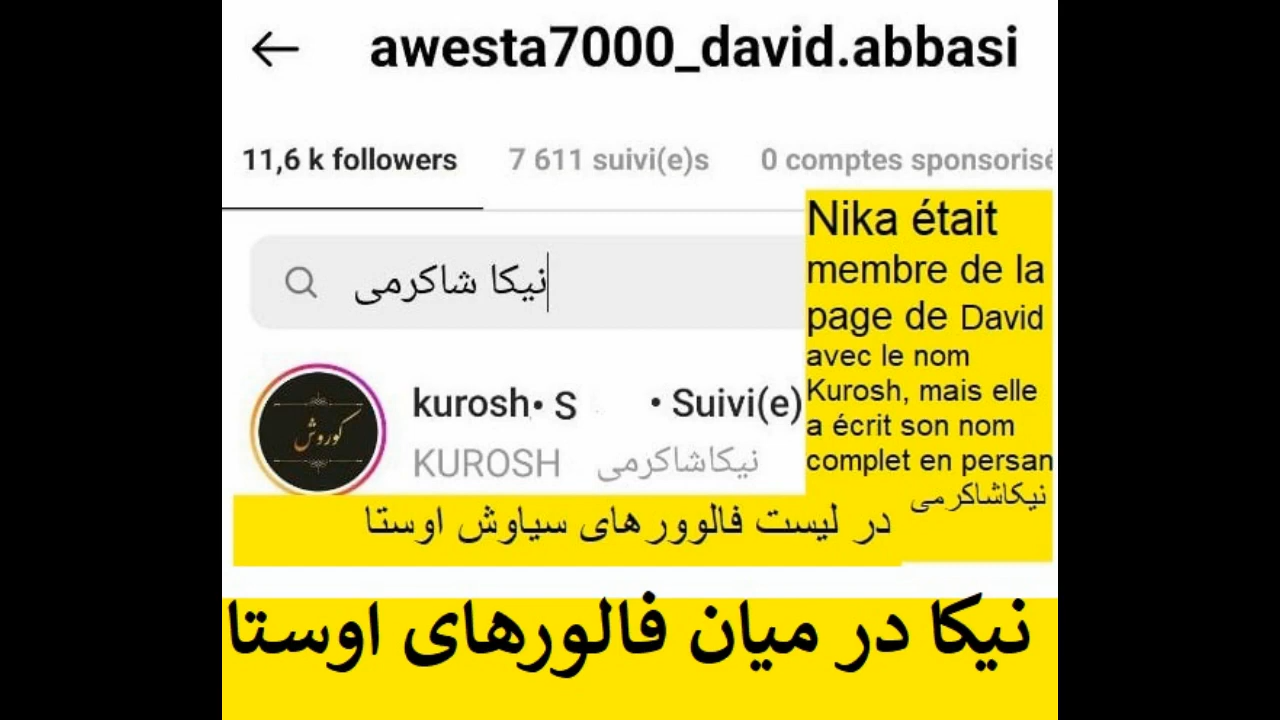 awesta7000_david.abbasi
11,6 k followers 7 611 suivi(e)s 0 comptes sponsorisé
نیکا شاکرمی
Nika était
membre de la
page de David
avec le nom
Kurosh, mais elle
a écrit son nom
complet en persan
نیکاشاکرمی
کوروش
kurosh• S • Suivi(e)
KUROSH نیکاشاکرمی
در لیست فالوورهای سیاوش اوستا
نیکا در میان فالورهای اوستا